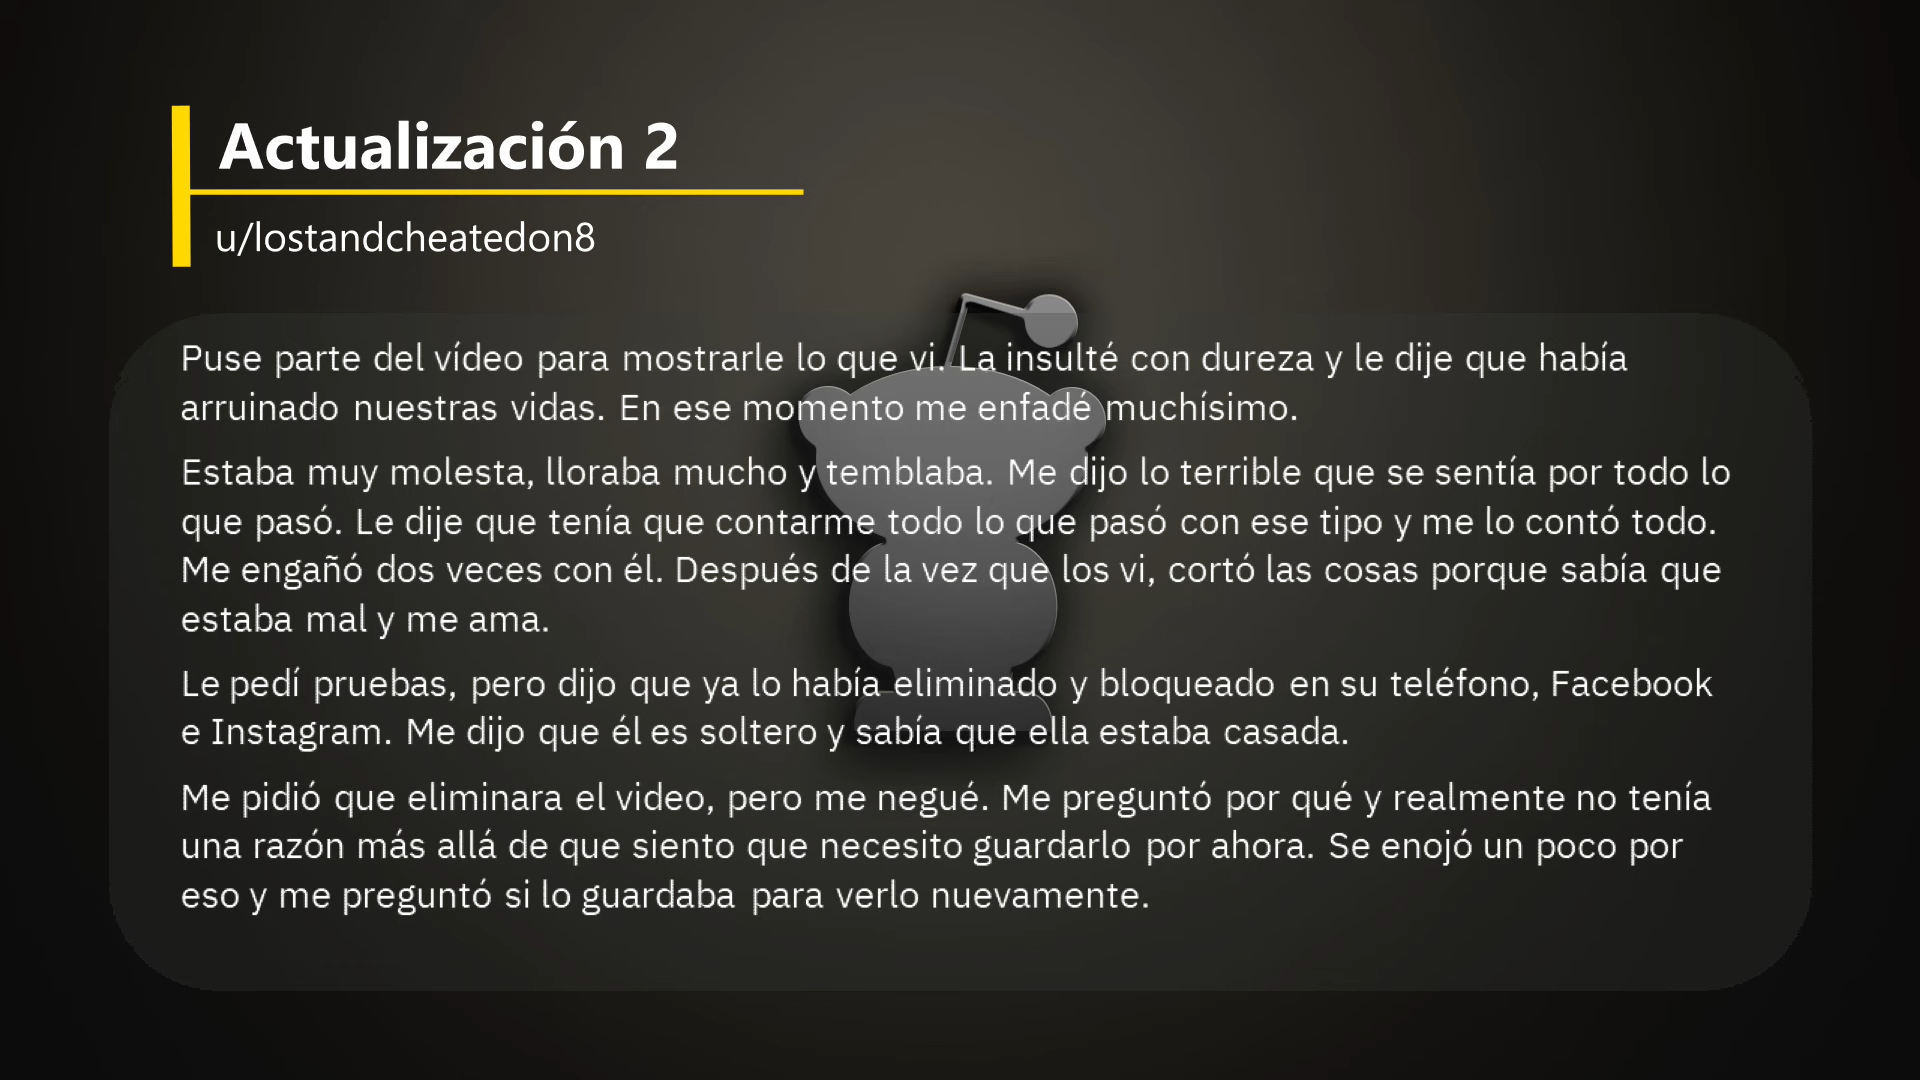 Actualización 2
u/lostandcheatedon8
Puse parte del vídeo para mostrarle lo que vi. La insulté con dureza y le dije que había
arruinado nuestras vidas. En ese momento me enfadé muchísimo.
Estaba muy molesta, lloraba mucho y temblaba. Me dijo lo terrible que se sentía por todo lo
que pasó. Le dije que tenía que contarme todo lo que pasó con ese tipo y me lo contó todo.
Me engañó dos veces con él. Después de la vez que los vi, cortó las cosas porque sabía que
estaba mal y me ama.
Le pedí pruebas, pero dijo que ya lo había eliminado y bloqueado en su teléfono, Facebook
e Instagram. Me dijo que él es soltero y sabía que ella estaba casada.
Me pidió que eliminara el video, pero me negué. Me preguntó por qué y realmente no tenía
una razón más allá de que siento que necesito guardarlo por ahora. Se enojó un poco por
eso y me preguntó si lo guardaba para verlo nuevamente.